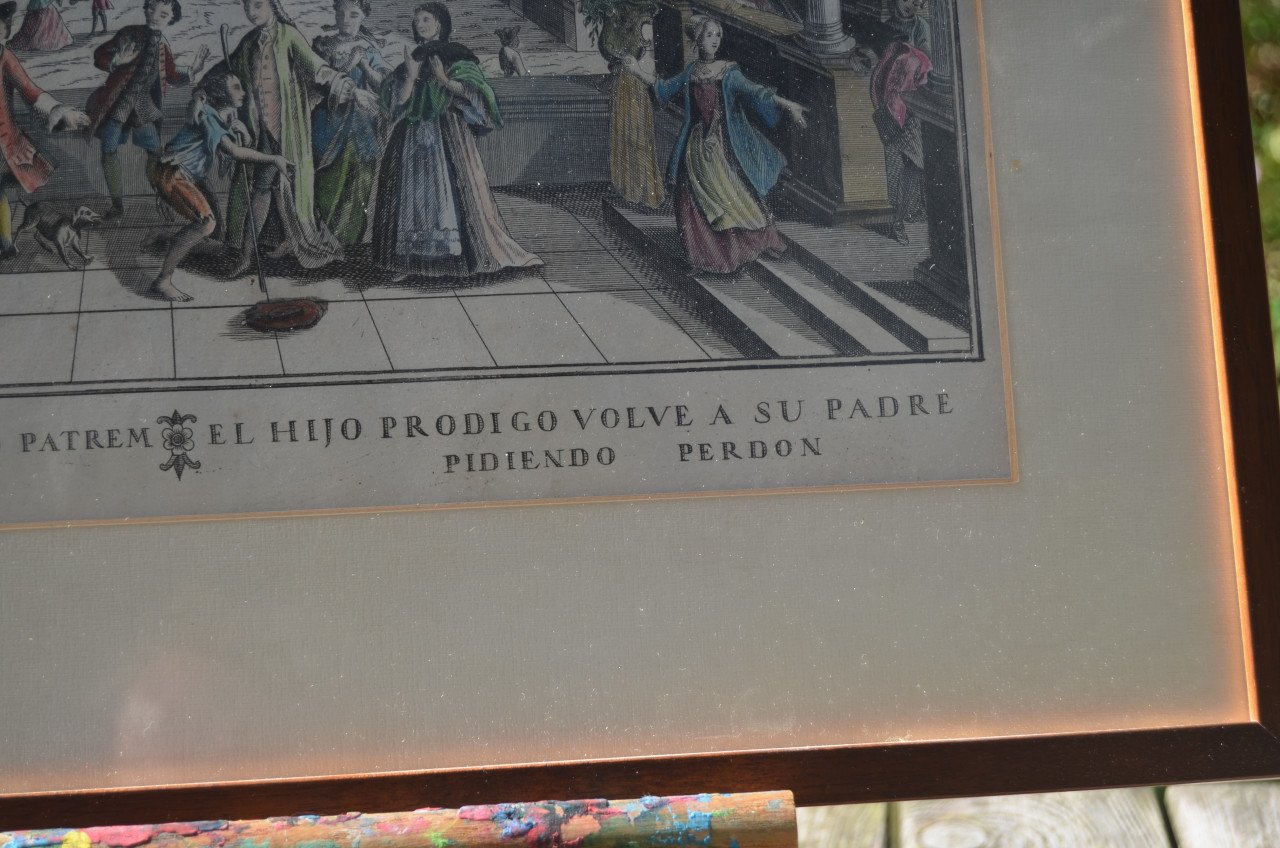 PATREM EL HIJO PRODIGO VOLVE A SU PADRE
PIDIENDO PERDON